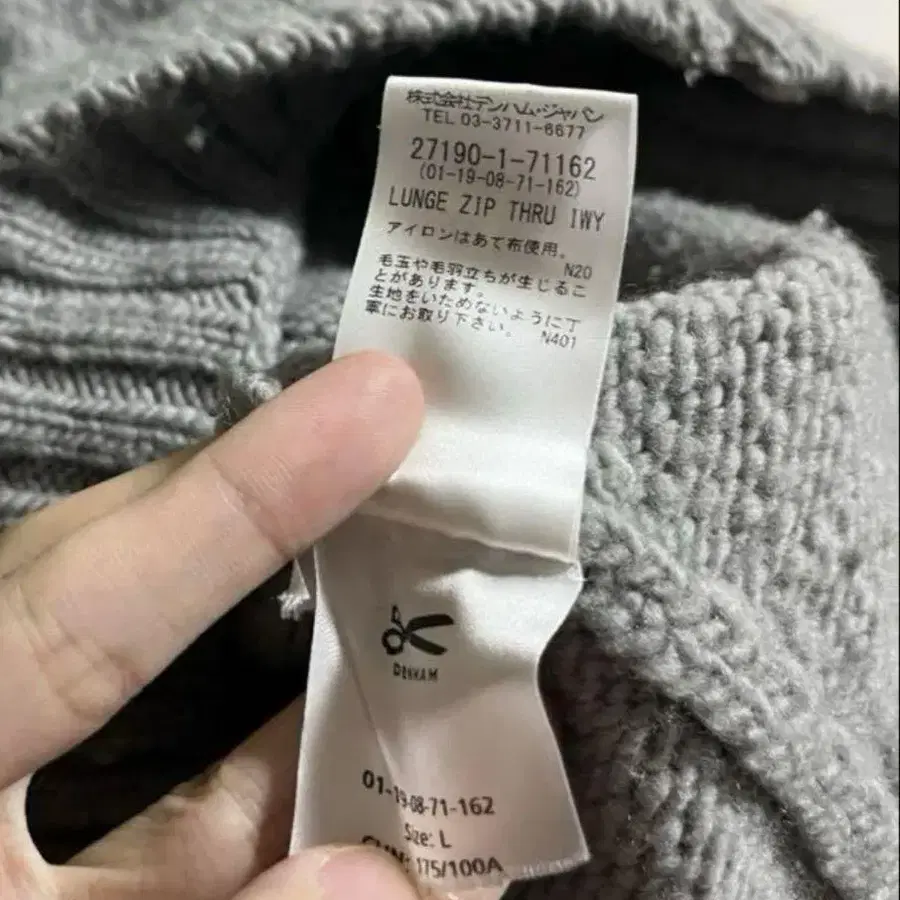 株式会社デンハム・ジャパン
TEL 03-3711-6677
27190-1-71162
(01-19-08-71-162)
LUNGE ZIP THRU IWY
アイロンはあて布使用。
N20
毛玉や毛羽立ちが生じるこ
とがあります。
生地をいためないように丁
寧にお取り下さい。 N401
DENHAM
01-19-08-71-162
Size: L
CHN: 175/100A